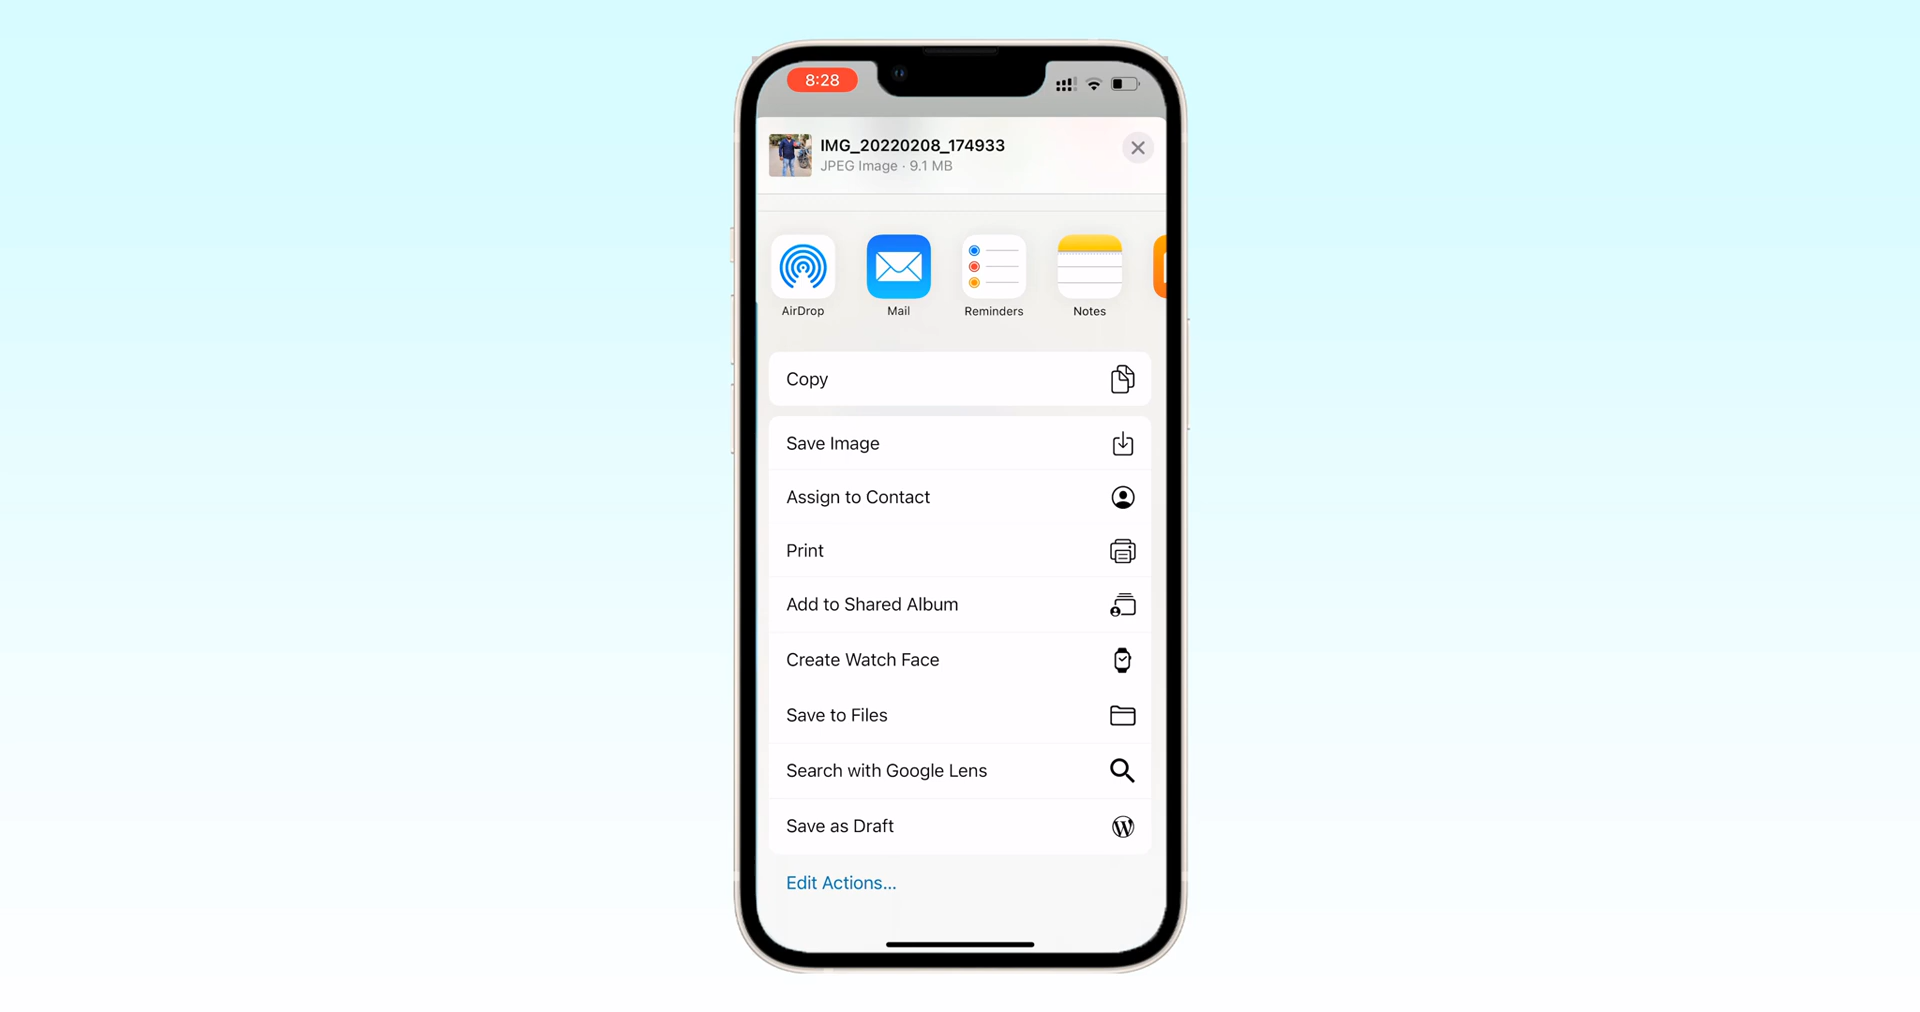 8:28
IMG_20220208_174933
JPEG Image · 9.1 MB
AirDrop
Mail
Reminders
Notes
Copy
Save Image
Assign to Contact
Print
Add to Shared Album
Create Watch Face
Save to Files
Search with Google Lens
Save as Draft
Edit Actions...